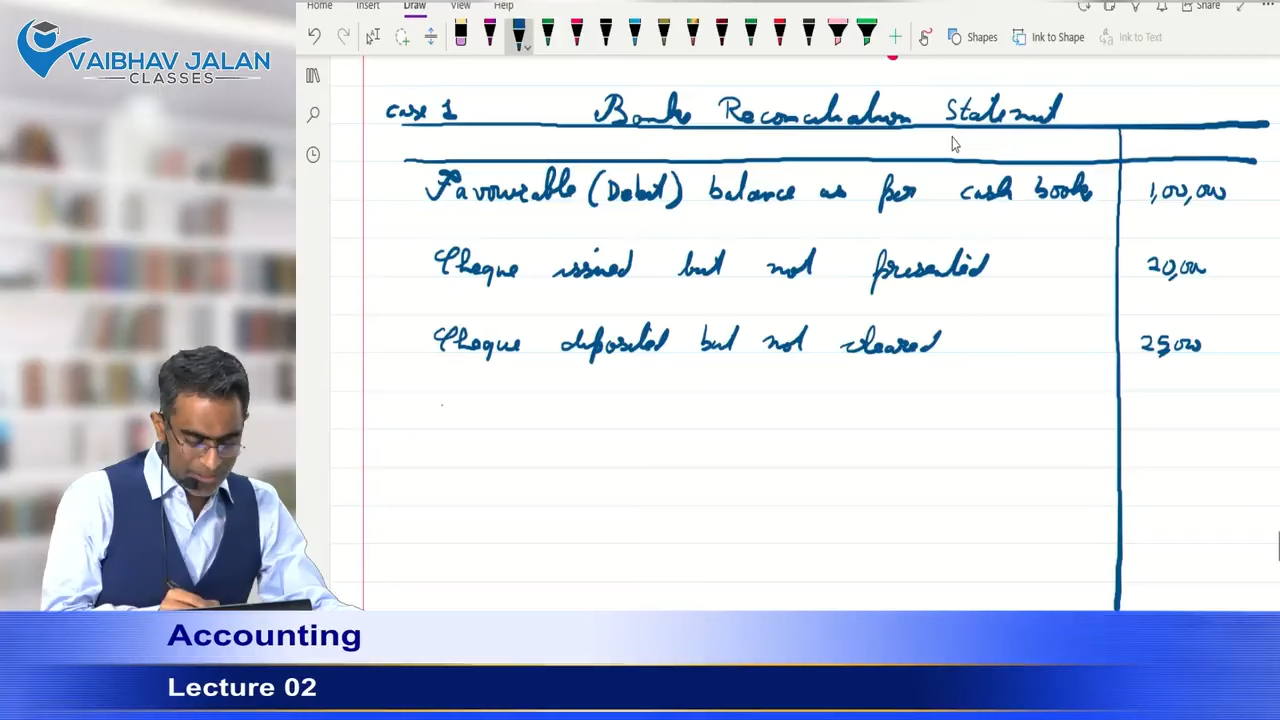 Home Insert Draw View Help Share
VAIBHAV JALAN
CLASSES
Shapes Ink to Shape Ink to Text
Case 1 Bank Reconciliation Statement
Favourable (Debit) balance as per cash book 1,00,000
Cheque issued but not presented 20,000
Cheque deposited but not cleared 25,000
Accounting
Lecture 02